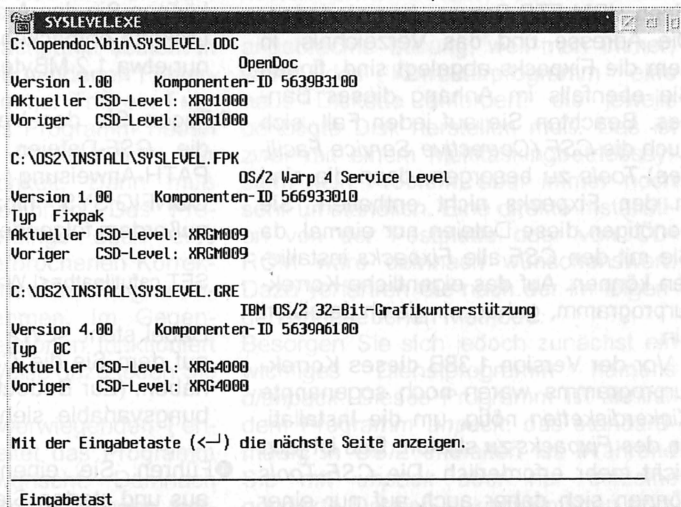 SYSLEVEL.EXE
C:\opendoc\bin\SYSLEVEL.ODC
OpenDoc
Version 1.00 Komponenten-ID 563983100
Aktueller CSD-Level: XR01000
Voriger CSD-Level: XR01000
C:\OS2\INSTALL\SYSLEVEL.FPK
OS/2 Warp 4 Service Level
Version 1.00 Komponenten-ID 566933010
Typ Fixpak
Aktueller CSD-Level: XRGM009
Voriger CSD-Level: XRGM009
C:\OS2\INSTALL\SYSLEVEL.GRE
IBM OS/2 32-Bit-Grafikunterstützung
Version 4.00 Komponenten-ID 5639A6100
Typ 0C
Aktueller CSD-Level: XRG4000
Voriger CSD-Level: XRG4000
Mit der Eingabetaste (<─┘) die nächste Seite anzeigen.
Eingabetast